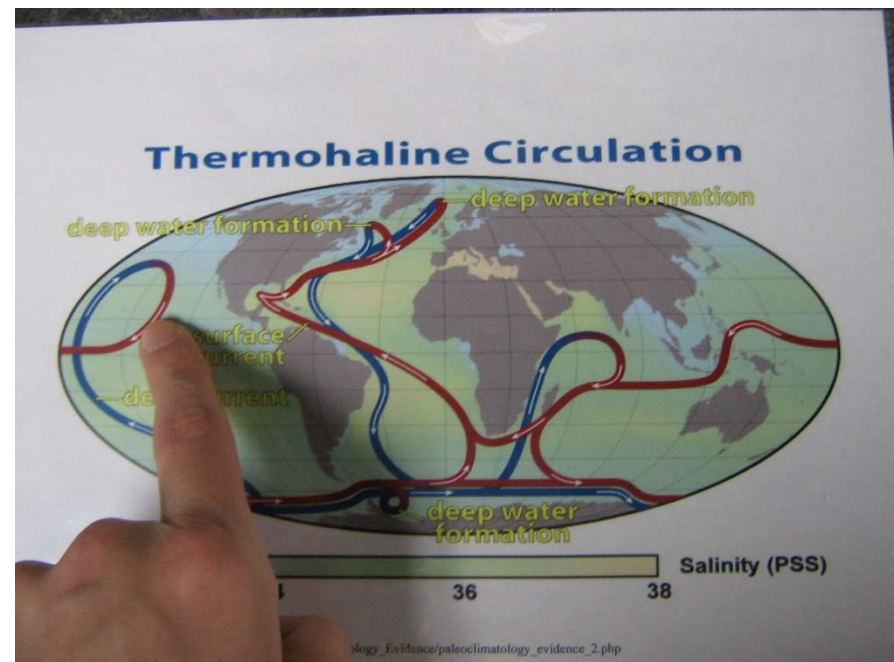 Thermohaline Circulation
deep water formation
deep water formation
surface
current
deep current
deep water
formation
Salinity (PSS)
36
38
ology_Evidence/paleoclimatology_evidence_2.php